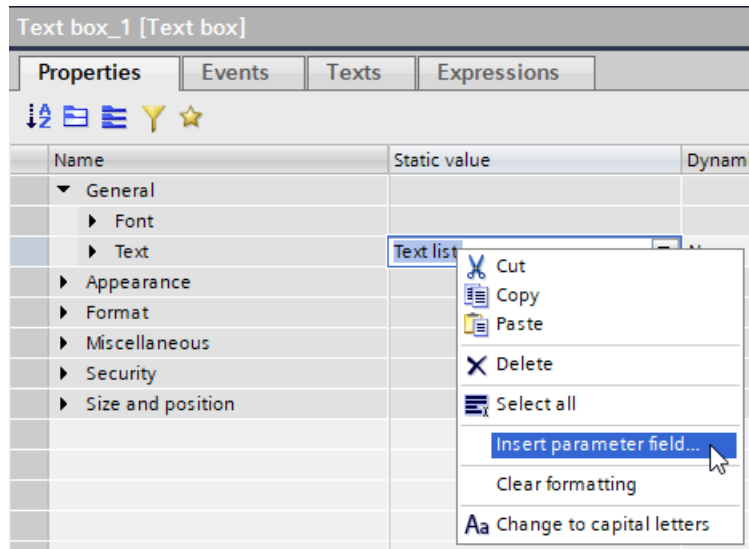 Text box_1 [Text box]
Properties Events Texts Expressions
Name Static value Dynam
General
Font
Text Text list
Appearance
Format
Miscellaneous
Security
Size and position
Cut
Copy
Paste
Delete
Select all
Insert parameter field...
Clear formatting
Aa Change to capital letters